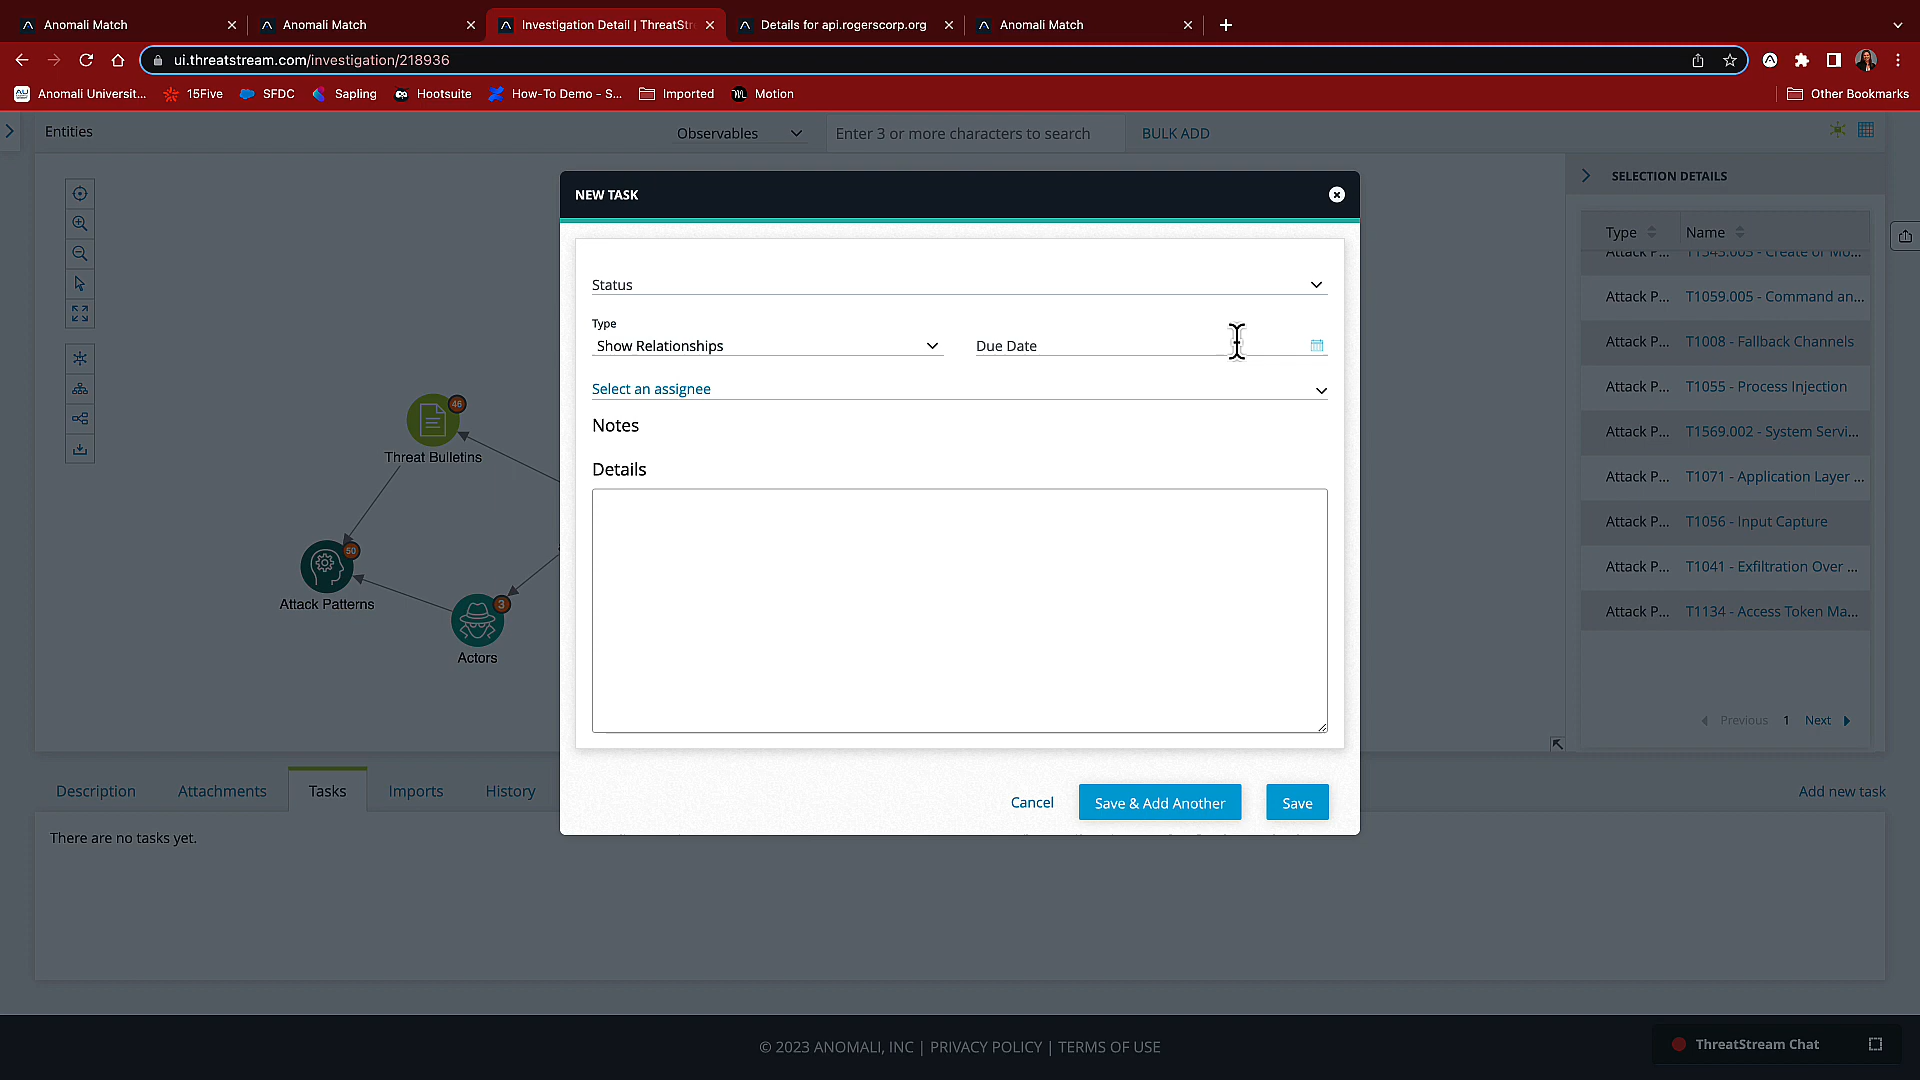 Anomali Match
Anomali Match
Investigation Detail | ThreatStr
Details for api.rogerscorp.org
Anomali Match
ui.threatstream.com/investigation/218936
Anomali Universit...
15Five
SFDC
Sapling
Hootsuite
How-To Demo - S...
Imported
Motion
Other Bookmarks
Entities
Observables
Enter 3 or more characters to search
BULK ADD
NEW TASK
Status
Type
Show Relationships
Due Date
Select an assignee
Notes
Details
Cancel
Save & Add Another
Save
46
Threat Bulletins
50
Attack Patterns
3
Actors
SELECTION DETAILS
Type Name
Attack P... T1543.003 - Create or Mo...
Attack P... T1059.005 - Command an...
Attack P... T1008 - Fallback Channels
Attack P... T1055 - Process Injection
Attack P... T1569.002 - System Servi...
Attack P... T1071 - Application Layer ...
Attack P... T1056 - Input Capture
Attack P... T1041 - Exfiltration Over ...
Attack P... T1134 - Access Token Ma...
Previous 1 Next
Description
Attachments
Tasks
Imports
History
Add new task
There are no tasks yet.
© 2023 ANOMALI, INC | PRIVACY POLICY | TERMS OF USE
ThreatStream Chat